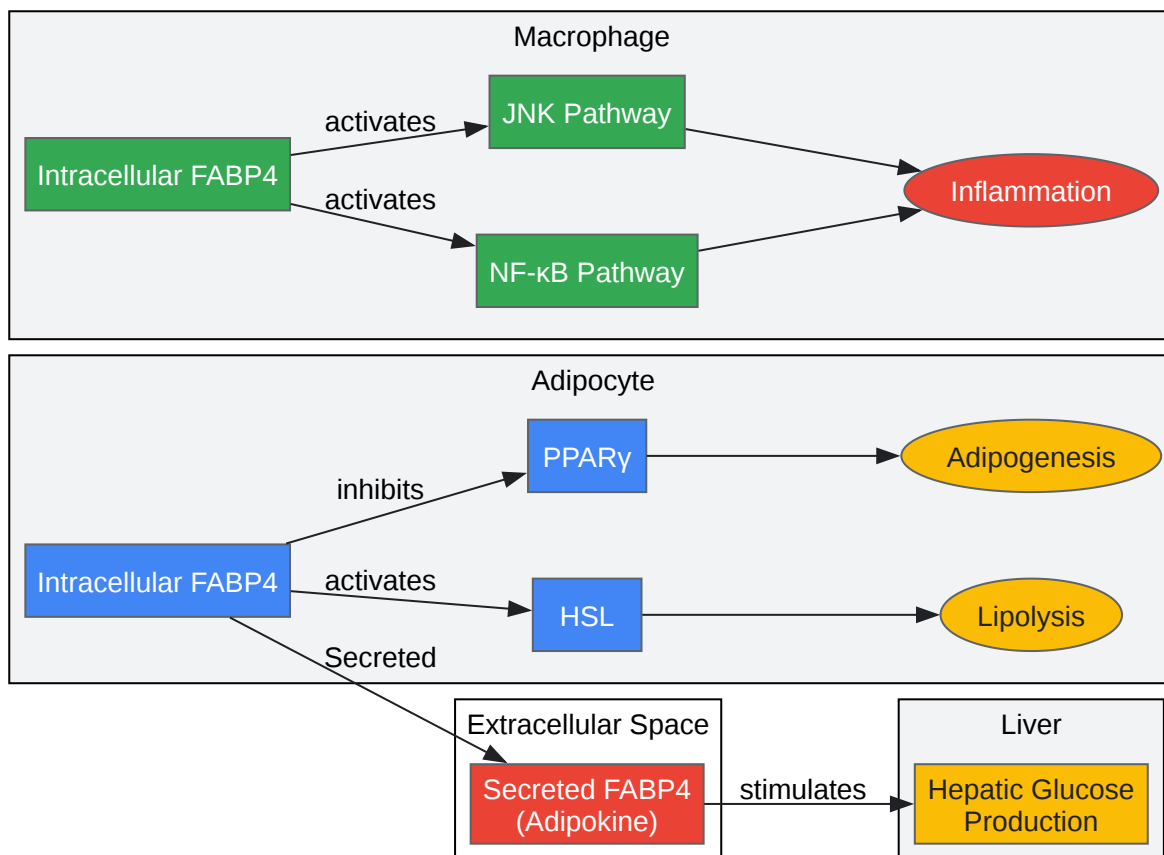 Macrophage
Intracellular FABP4
activates
JNK Pathway
activates
NF-κB Pathway
Inflammation
Adipocyte
Intracellular FABP4
inhibits
PPARγ
Adipogenesis
activates
HSL
Lipolysis
Secreted
Extracellular Space
Secreted FABP4
(Adipokine)
stimulates
Liver
Hepatic Glucose
Production